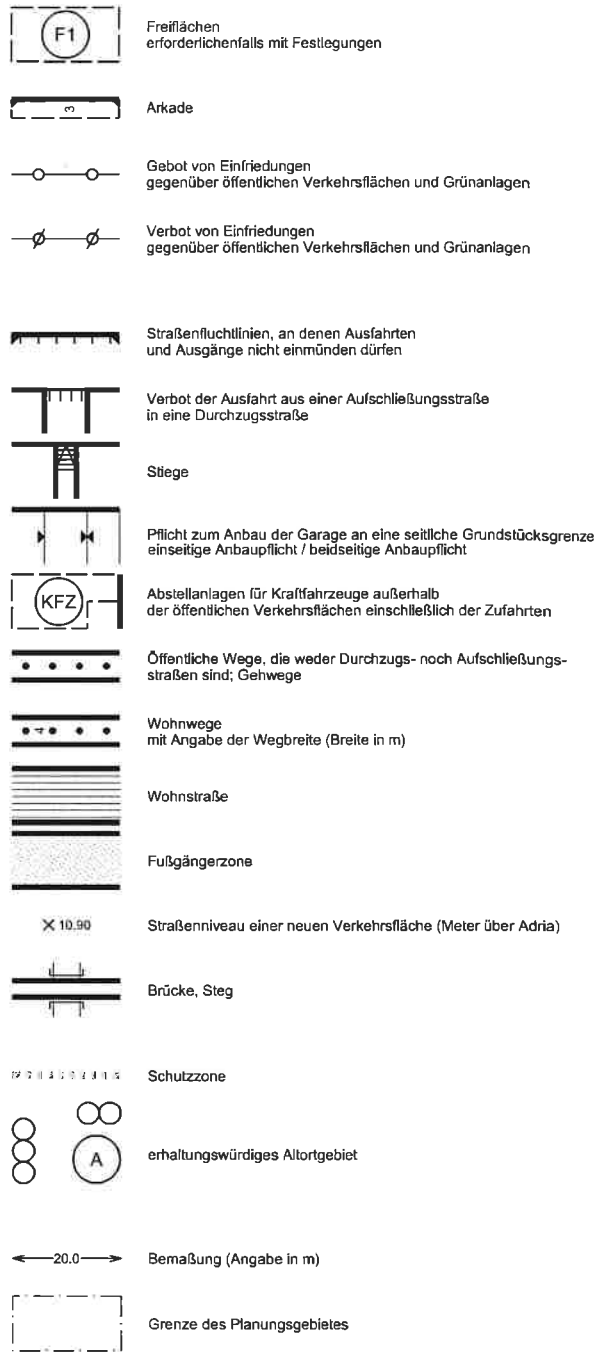 F1
Freiflächen
erforderlichenfalls mit Festlegungen
3
Arkade
Gebot von Einfriedungen
gegenüber öffentlichen Verkehrsflächen und Grünanlagen
Verbot von Einfriedungen
gegenüber öffentlichen Verkehrsflächen und Grünanlagen
Straßenfluchtlinien, an denen Ausfahrten
und Ausgänge nicht einmünden dürfen
Verbot der Ausfahrt aus einer Aufschließungsstraße
in eine Durchzugsstraße
Stiege
Pflicht zum Anbau der Garage an eine seitliche Grundstücksgrenze
einseitige Anbaupflicht / beidseitige Anbaupflicht
KFZ
Abstellanlagen für Kraftfahrzeuge außerhalb
der öffentlichen Verkehrsflächen einschließlich der Zufahrten
Öffentliche Wege, die weder Durchzugs- noch Aufschließungs-
straßen sind; Gehwege
4
Wohnwege
mit Angabe der Wegbreite (Breite in m)
Wohnstraße
Fußgängerzone
10.90
Straßenniveau einer neuen Verkehrsfläche (Meter über Adria)
Brücke, Steg
Schutzzone
A
erhaltungswürdiges Altortgebiet
20.0
Bemaßung (Angabe in m)
Grenze des Planungsgebietes